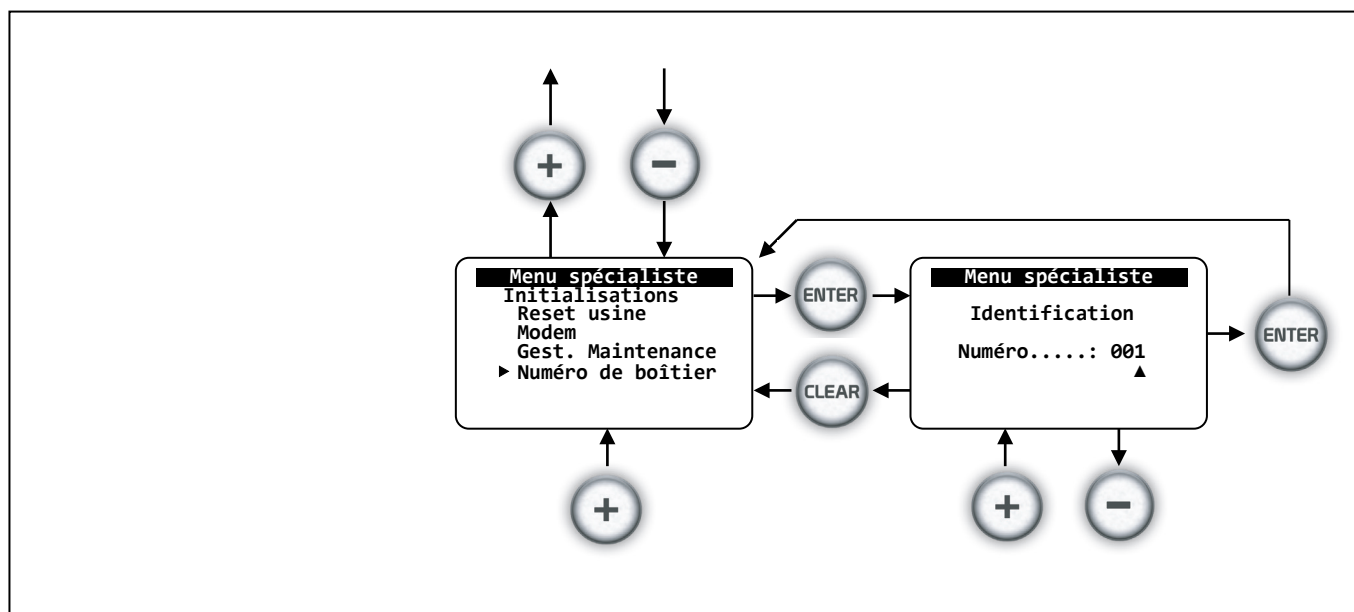 +
−
Menu spécialiste
Initialisations
Reset usine
Modem
Gest. Maintenance
► Numéro de boîtier
ENTER
CLEAR
Menu spécialiste
Identification
Numéro.....: 001
▲
ENTER
+
+
−